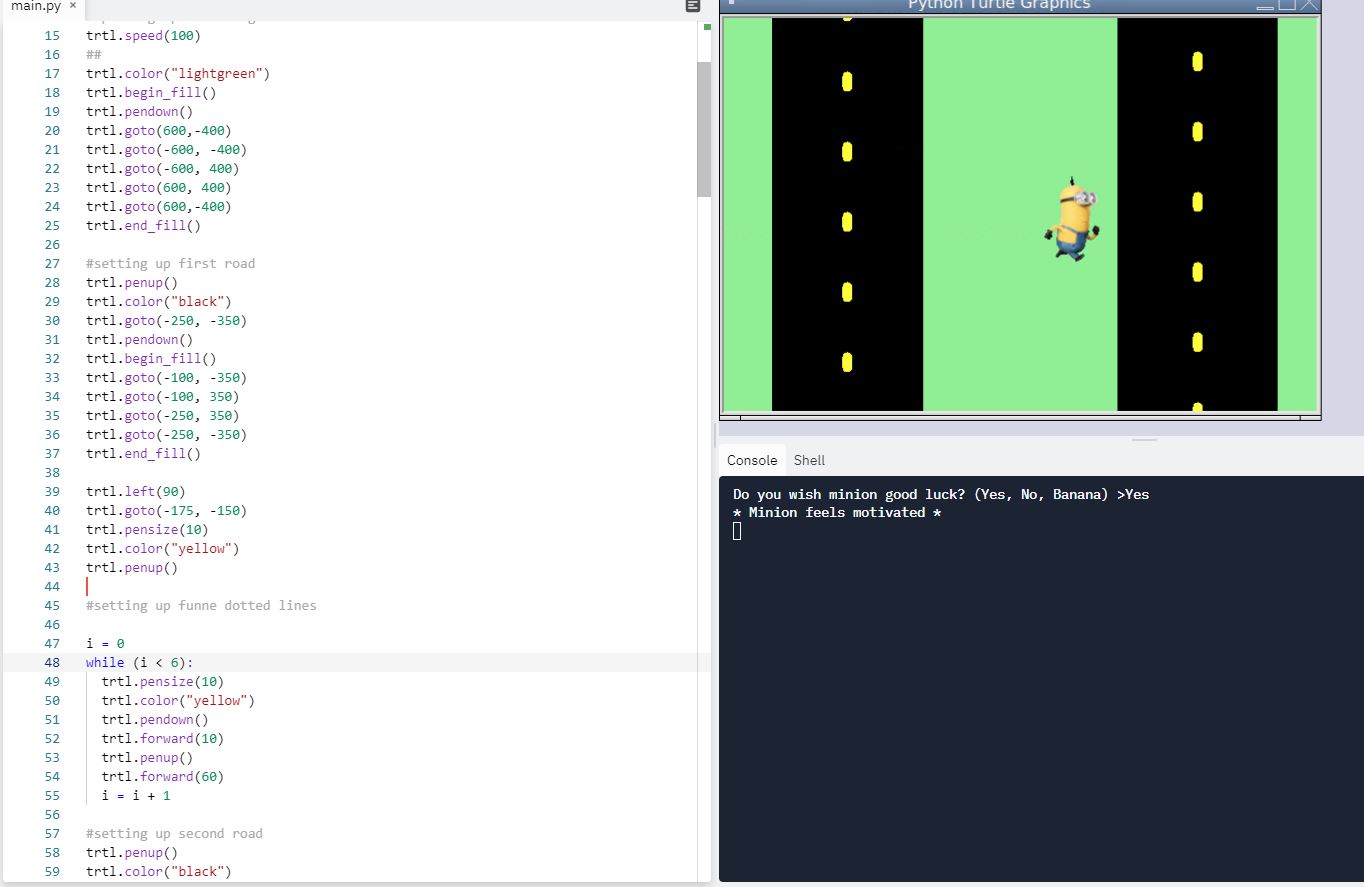 main.py ×
15 trtl.speed(100)
16 ##
17 trtl.color("lightgreen")
18 trtl.begin_fill()
19 trtl.pendown()
20 trtl.goto(600,-400)
21 trtl.goto(-600, -400)
22 trtl.goto(-600, 400)
23 trtl.goto(600, 400)
24 trtl.goto(600,-400)
25 trtl.end_fill()
26
27 #setting up first road
28 trtl.penup()
29 trtl.color("black")
30 trtl.goto(-250, -350)
31 trtl.pendown()
32 trtl.begin_fill()
33 trtl.goto(-100, -350)
34 trtl.goto(-100, 350)
35 trtl.goto(-250, 350)
36 trtl.goto(-250, -350)
37 trtl.end_fill()
38
39 trtl.left(90)
40 trtl.goto(-175, -150)
41 trtl.pensize(10)
42 trtl.color("yellow")
43 trtl.penup()
44
45 #setting up funne dotted lines
46
47 i = 0
48 while (i < 6):
49 trtl.pensize(10)
50 trtl.color("yellow")
51 trtl.pendown()
52 trtl.forward(10)
53 trtl.penup()
54 trtl.forward(60)
55 i = i + 1
56
57 #setting up second road
58 trtl.penup()
59 trtl.color("black")
Python Turtle Graphics
Console Shell
Do you wish minion good luck? (Yes, No, Banana) >Yes
* Minion feels motivated *